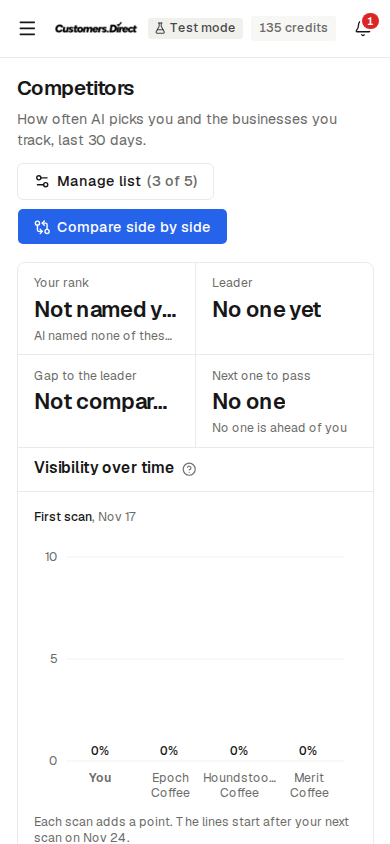 Customers.Direct
Test mode
135 credits
1
Competitors
How often AI picks you and the businesses you
track, last 30 days.
Manage list (3 of 5)
Compare side by side
Your rank
Not named y...
AI named none of thes...
Leader
No one yet
Gap to the leader
Not compar...
Next one to pass
No one
No one is ahead of you
Visibility over time
First scan, Nov 17
10
5
0
0%
0%
0%
0%
You
Epoch
Coffee
Houndstoo...
Coffee
Merit
Coffee
Each scan adds a point. The lines start after your next
scan on Nov 24.